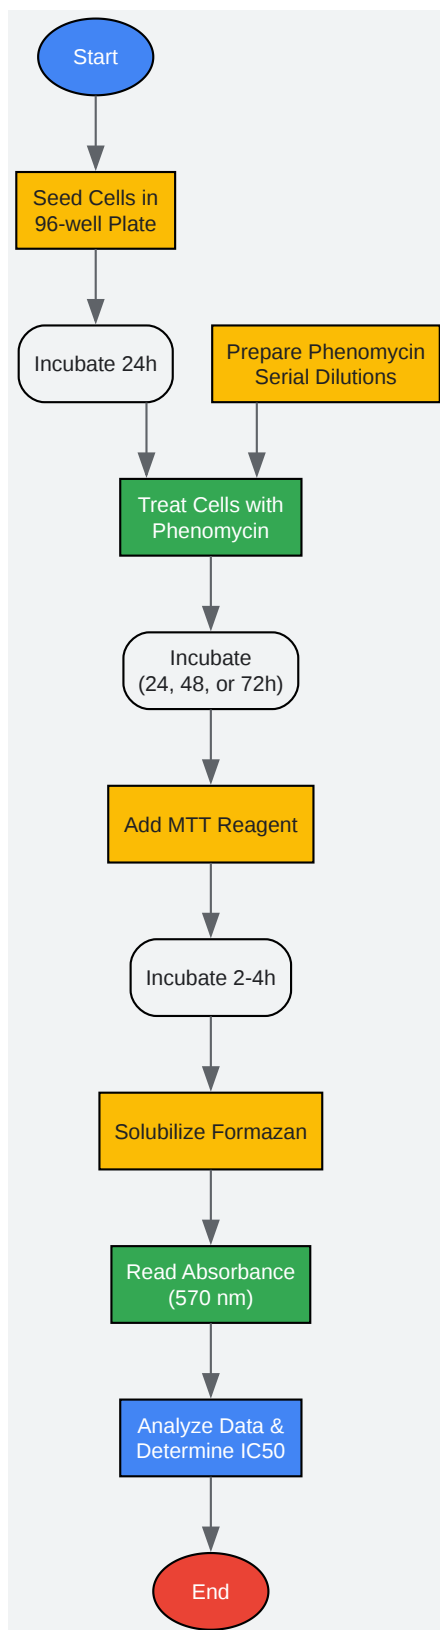 Start
Seed Cells in
96-well Plate
Incubate 24h
Prepare Phenomycin
Serial Dilutions
Treat Cells with
Phenomycin
Incubate
(24, 48, or 72h)
Add MTT Reagent
Incubate 2-4h
Solubilize Formazan
Read Absorbance
(570 nm)
Analyze Data &
Determine IC50
End